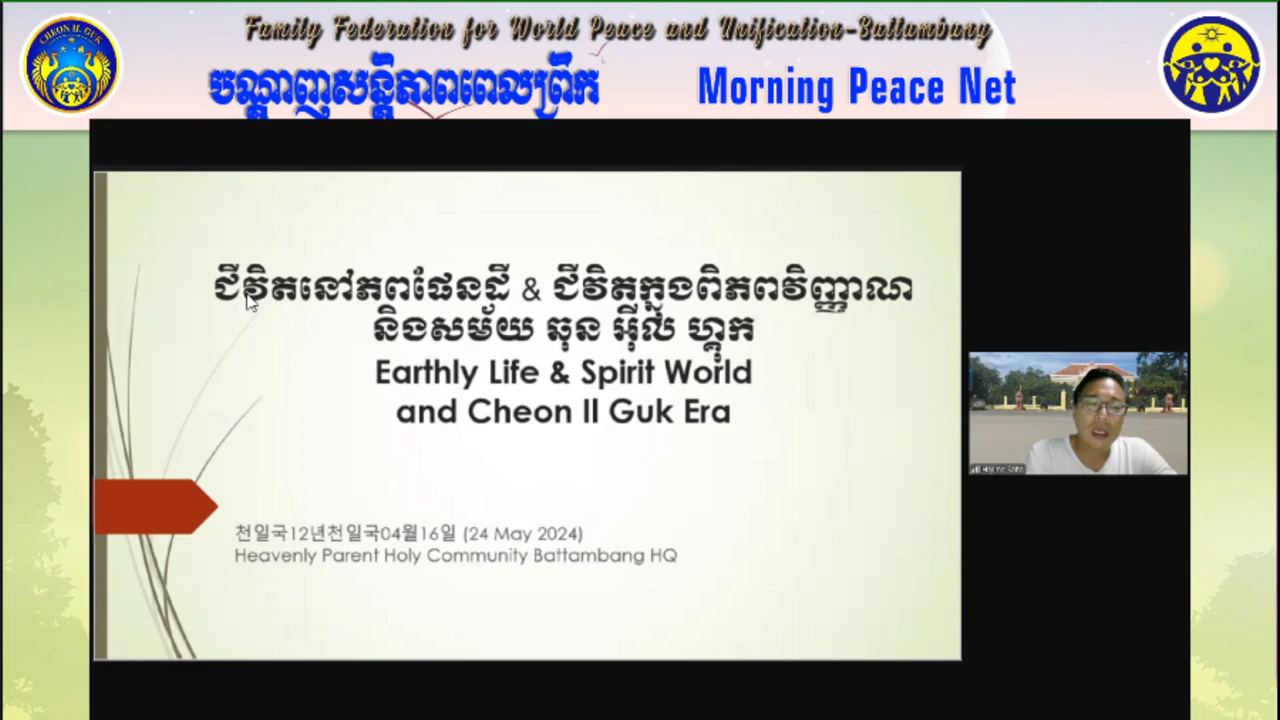 CHEON IL GUK
Family Federation for World Peace and Unification-Battambang
បណ្ដាញសន្តិភាពពេលព្រឹក Morning Peace Net
ជីវិតនៅភពផែនដី & ជីវិតក្នុងពិភពវិញ្ញាណ
និងសម័យ ឆុន អ៊ីល ហ្គុក
Earthly Life & Spirit World
and Cheon Il Guk Era
천일국12년천일국04월16일 (24 May 2024)
Heavenly Parent Holy Community Battambang HQ